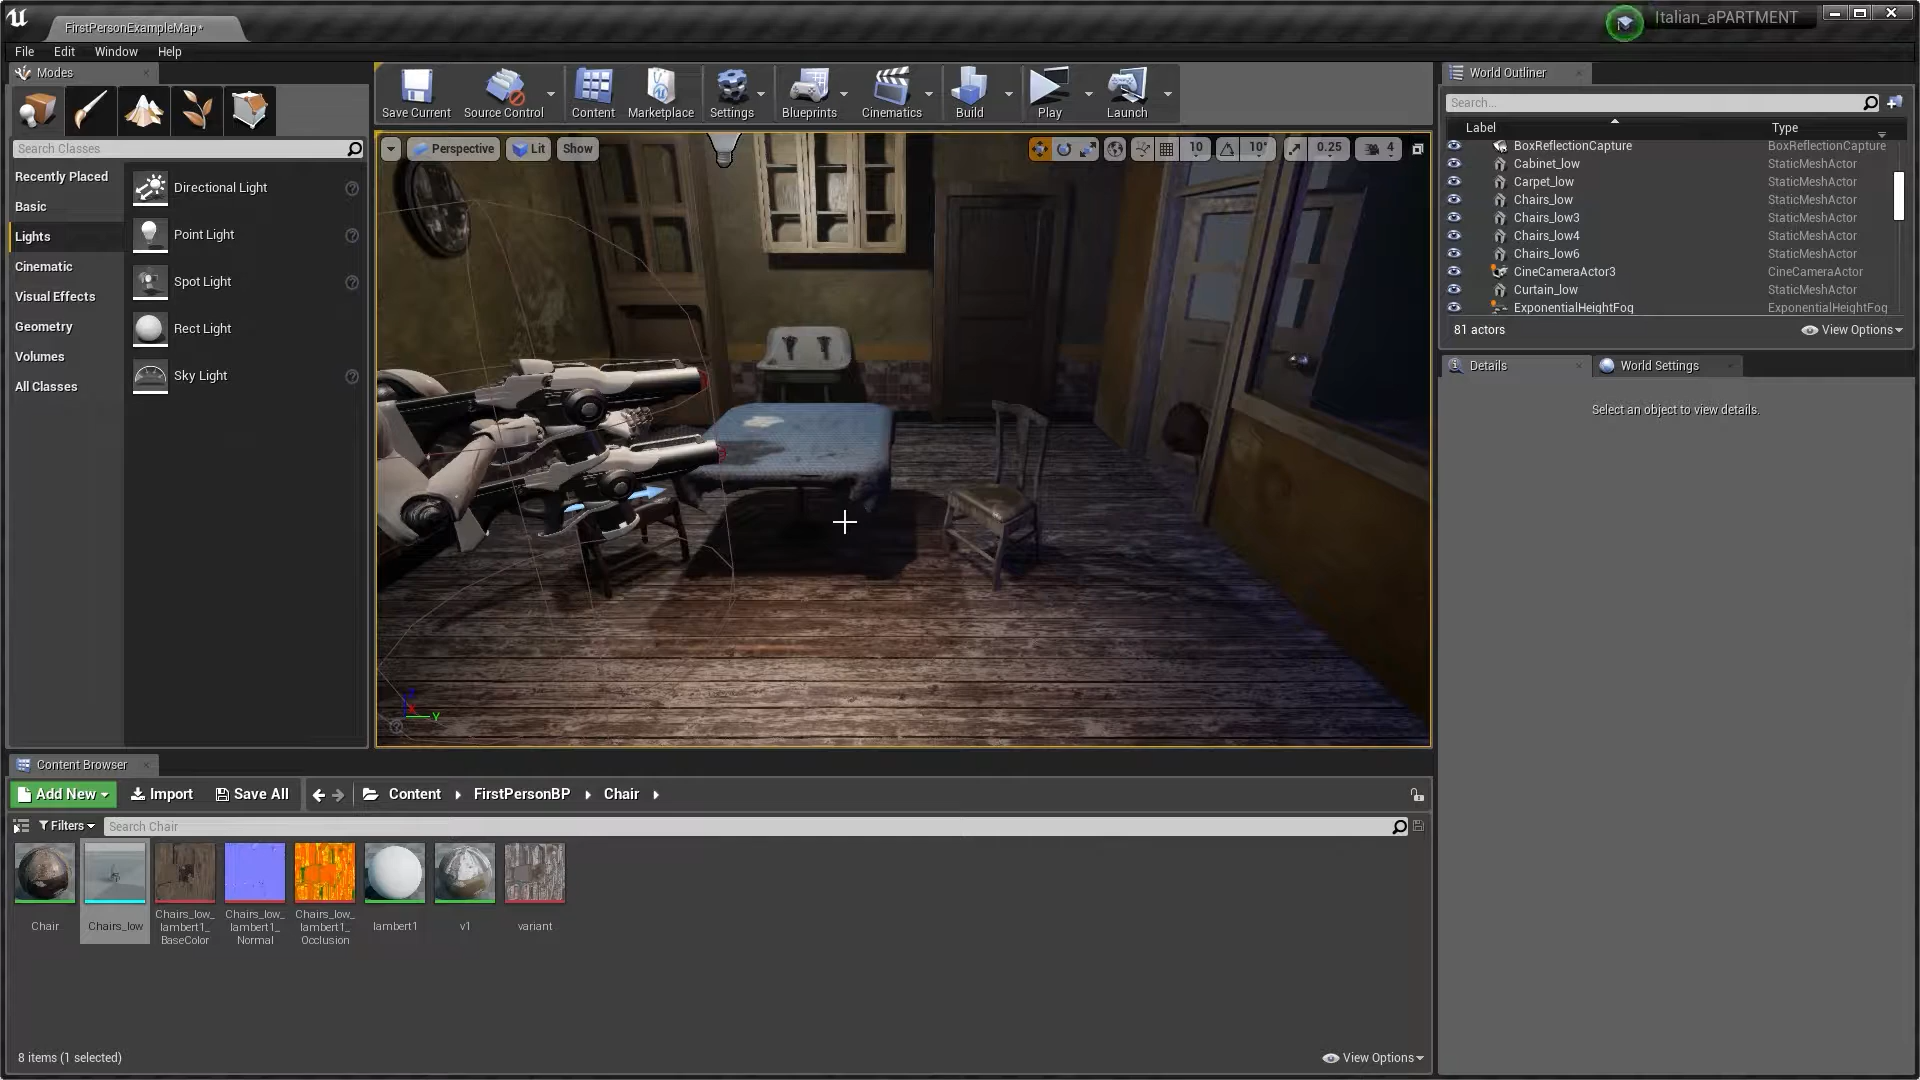 FirstPersonExampleMap*
Italian_aPARTMENT
File Edit Window Help
Modes
Search Classes
Recently Placed
Basic
Lights
Cinematic
Visual Effects
Geometry
Volumes
All Classes
Directional Light
Point Light
Spot Light
Rect Light
Sky Light
Save Current
Source Control
Content
Marketplace
Settings
Blueprints
Cinematics
Build
Play
Launch
Perspective Lit Show
10 10° 0.25 4
Y
World Outliner
Search...
Label Type
BoxReflectionCapture BoxReflectionCapture
Cabinet_low StaticMeshActor
Carpet_low StaticMeshActor
Chairs_low StaticMeshActor
Chairs_low3 StaticMeshActor
Chairs_low4 StaticMeshActor
Chairs_low6 StaticMeshActor
CineCameraActor3 CineCameraActor
Curtain_low StaticMeshActor
ExponentialHeightFog ExponentialHeightFog
81 actors View Options
Details World Settings
Select an object to view details.
Content Browser
Add New Import Save All Content FirstPersonBP Chair
Filters Search Chair
Chair
Chairs_low
Chairs_low_
lambert1_
BaseColor
Chairs_low_
lambert1_
Normal
Chairs_low_
lambert1_
Occlusion
lambert1
v1
variant
8 items (1 selected) View Options